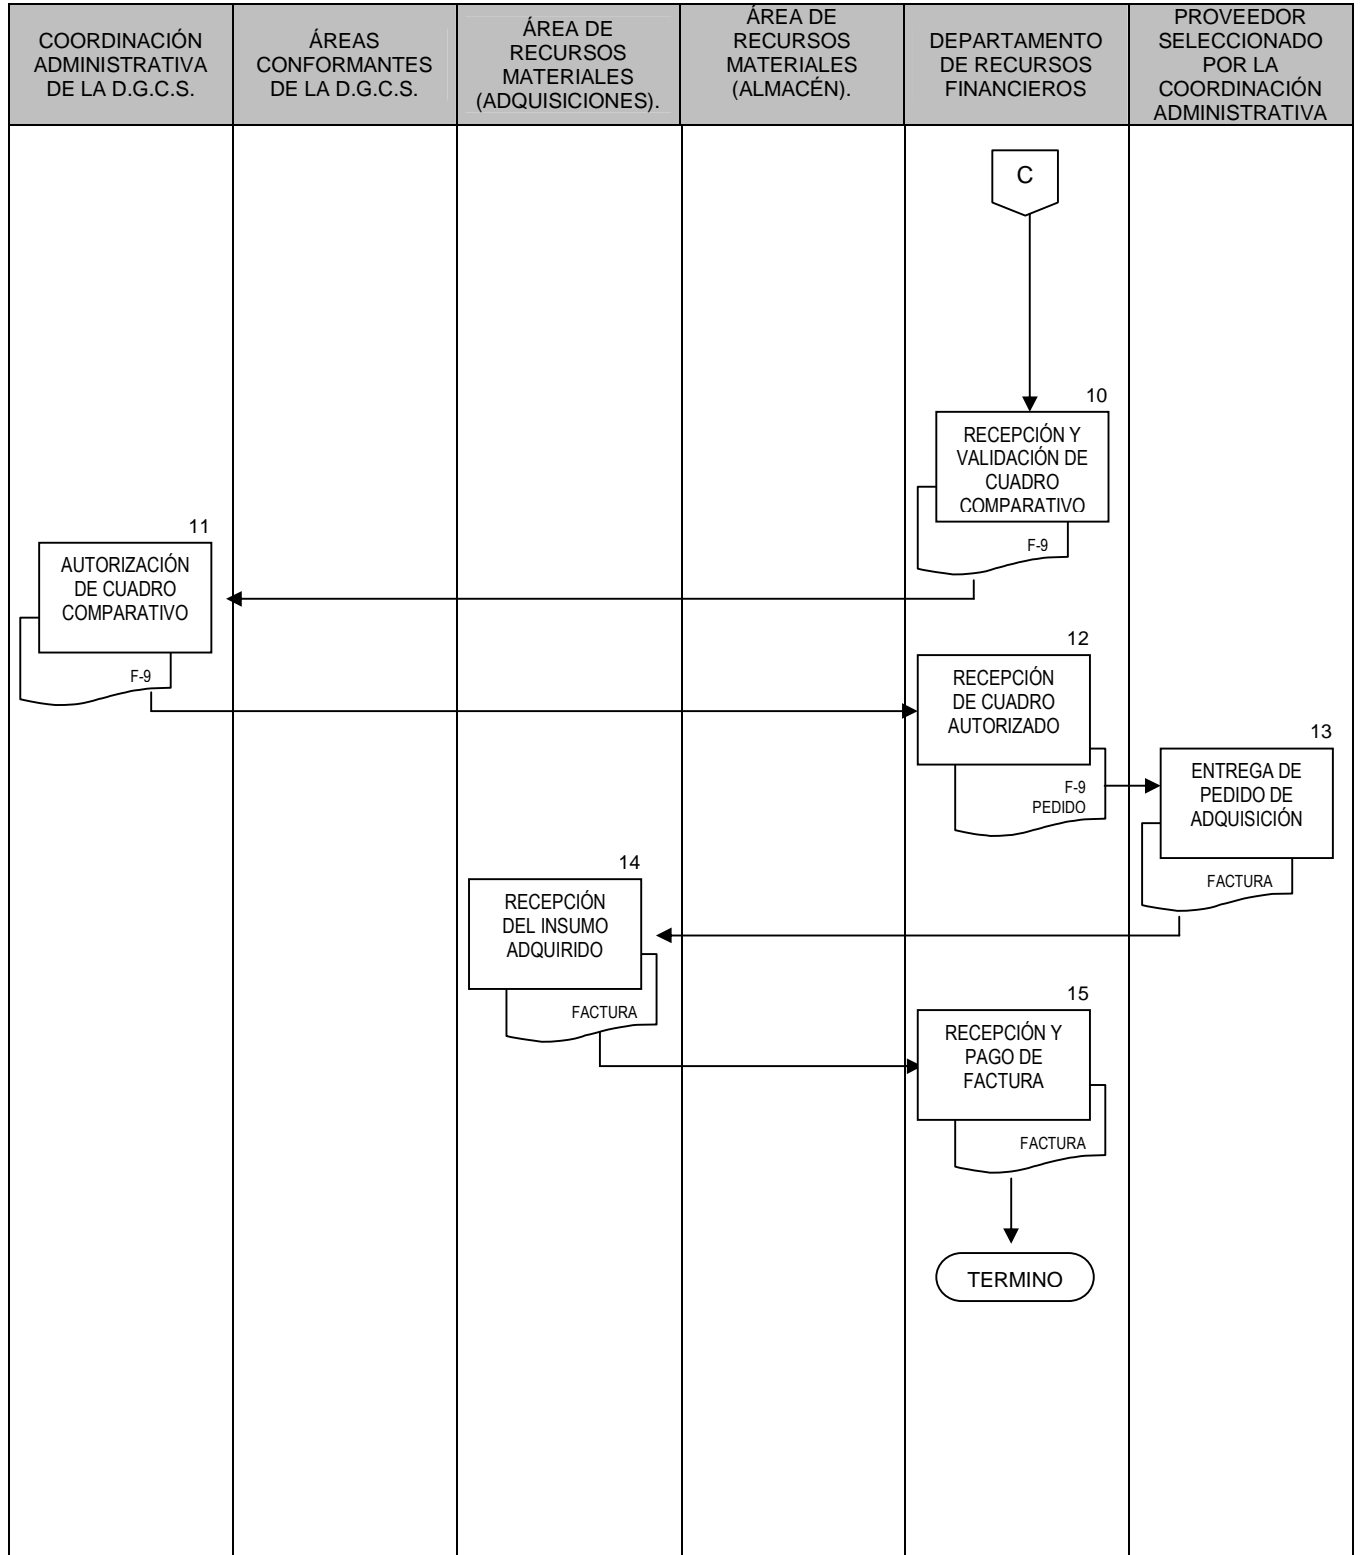 COORDINACIÓN
ADMINISTRATIVA
DE LA D.G.C.S.
ÁREAS
CONFORMANTES
DE LA D.G.C.S.
ÁREA DE
RECURSOS
MATERIALES
(ADQUISICIONES).
ÁREA DE
RECURSOS
MATERIALES
(ALMACÉN).
DEPARTAMENTO
DE RECURSOS
FINANCIEROS
PROVEEDOR
SELECCIONADO
POR LA
COORDINACIÓN
ADMINISTRATIVA
C
10
RECEPCIÓN Y
VALIDACIÓN DE
CUADRO
COMPARATIVO
F-9
11
AUTORIZACIÓN
DE CUADRO
COMPARATIVO
F-9
12
RECEPCIÓN
DE CUADRO
AUTORIZADO
F-9
PEDIDO
13
ENTREGA DE
PEDIDO DE
ADQUISICIÓN
FACTURA
14
RECEPCIÓN
DEL INSUMO
ADQUIRIDO
FACTURA
15
RECEPCIÓN Y
PAGO DE
FACTURA
FACTURA
TERMINO